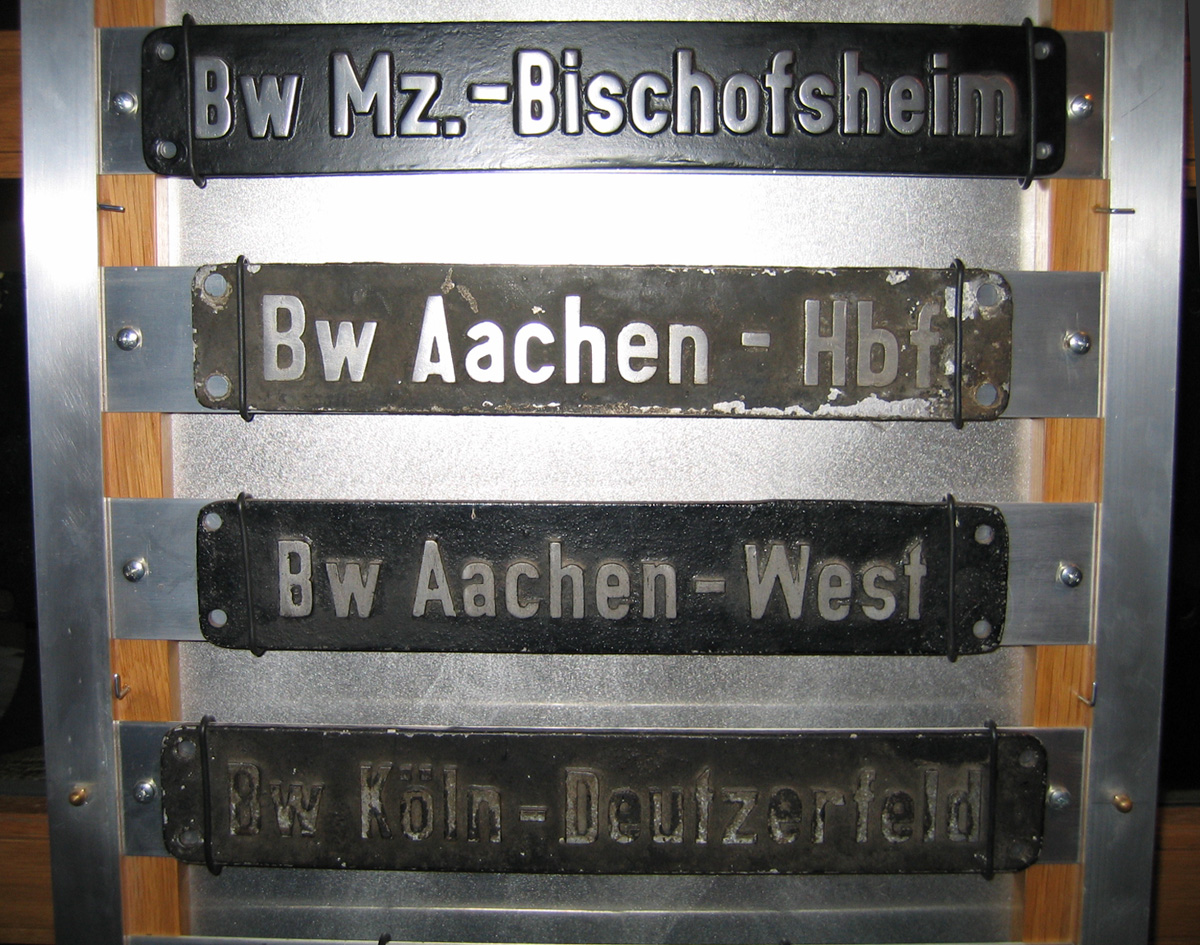 Bw Mz.-Bischofsheim
Bw Aachen - Hbf
Bw Aachen-West
Bw Köln-Deutzerfeld